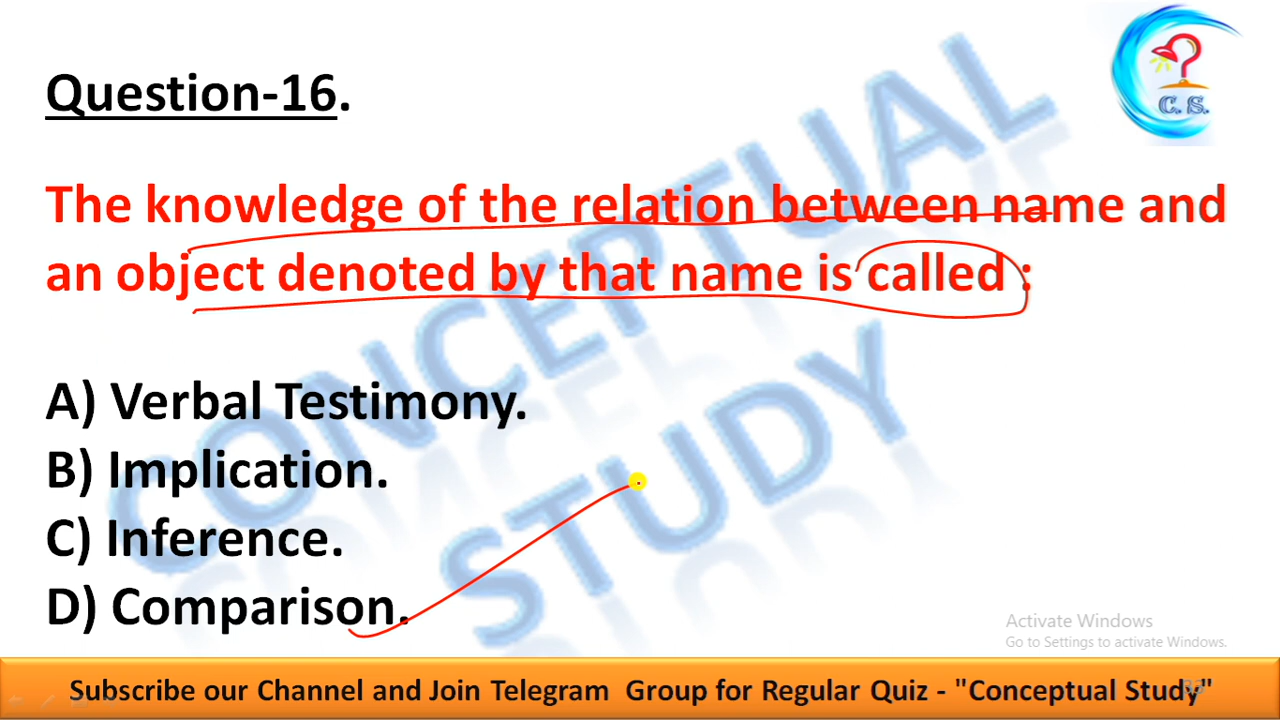 C. S.
Question-16.
The knowledge of the relation between name and
an object denoted by that name is called :
CONCEPTUAL
STUDY
A) Verbal Testimony.
B) Implication.
C) Inference.
D) Comparison.
Activate Windows
Go to Settings to activate Windows.
Subscribe our Channel and Join Telegram Group for Regular Quiz - "Conceptual Study"